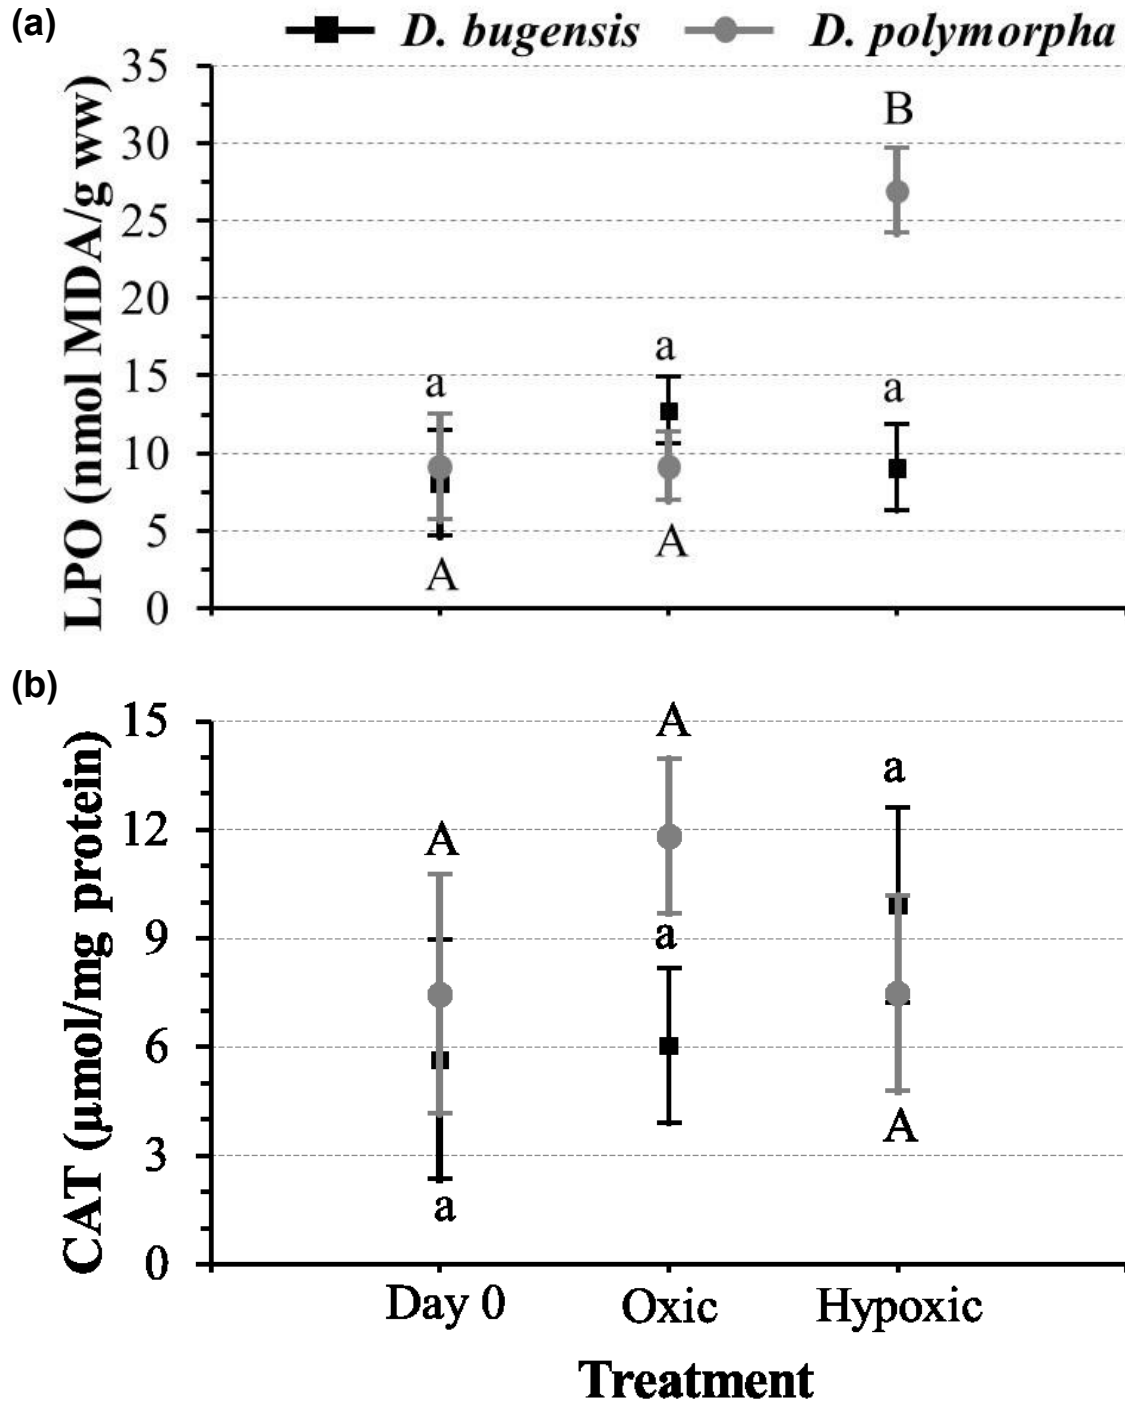 (a)
D. bugensis D. polymorpha
35
30
25
20
15
10
5
0
LPO (nmol MDA/g ww)
B
a
a
a
A
A
(b)
15
12
9
6
3
0
CAT (µmol/mg protein)
A
A
a
a
A
a
Day 0 Oxic Hypoxic
Treatment